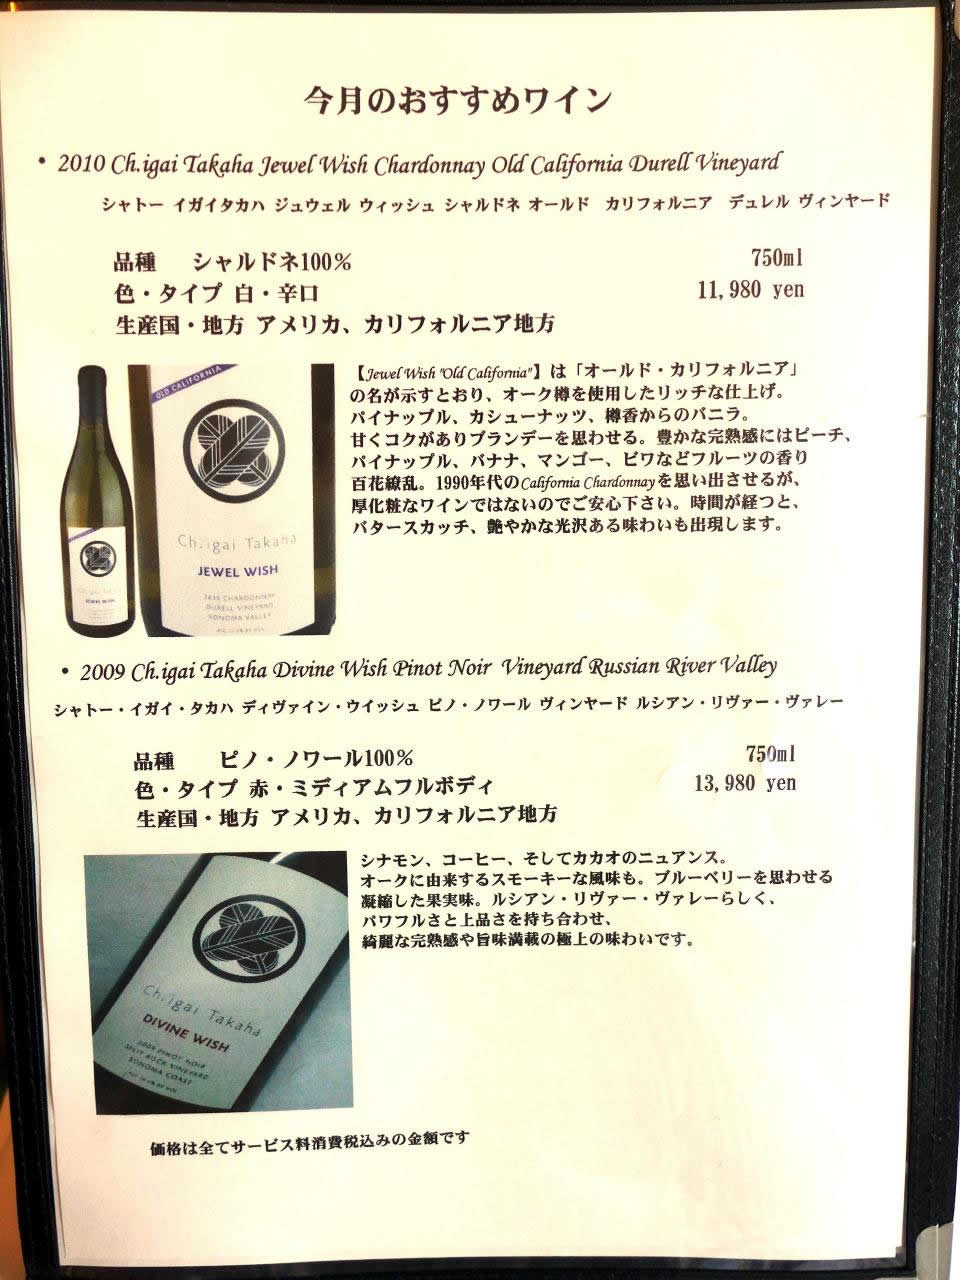 今月のおすすめワイン
• 2010 Ch.igai Takaha Jewel Wish Chardonnay Old California Durell Vineyard
シャトー イガイタカハ ジュウェル ウィッシュ シャルドネ オールド カリフォルニア デュレル ヴィンヤード
品種 シャルドネ100% 750ml
色・タイプ 白・辛口 11,980 yen
生産国・地方 アメリカ、カリフォルニア地方
【Jewel Wish "Old California"】は「オールド・カリフォルニア」
の名が示すとおり、オーク樽を使用したリッチな仕上げ。
パイナップル、カシューナッツ、樽香からのバニラ。
甘くコクがありブランデーを思わせる。豊かな完熟感にはピーチ、
パイナップル、バナナ、マンゴー、ビワなどフルーツの香り
百花繚乱。1990年代のCalifornia Chardonnayを思い出させるが、
厚化粧なワインではないのでご安心下さい。時間が経つと、
バタースカッチ、艶やかな光沢ある味わいも出現します。
OLD CALIFORNIA
Ch.igai Takaha
JEWEL WISH
2010 CHARDONNAY
DURELL VINEYARD
SONOMA VALLEY
Ch.igai Takaha
JEWEL WISH
• 2009 Ch.igai Takaha Divine Wish Pinot Noir Vineyard Russian River Valley
シャトー・イガイ・タカハ ディヴァイン・ウイッシュ ピノ・ノワール ヴィンヤード ルシアン・リヴァー・ヴァレー
品種 ピノ・ノワール100% 750ml
色・タイプ 赤・ミディアムフルボディ 13,980 yen
生産国・地方 アメリカ、カリフォルニア地方
シナモン、コーヒー、そしてカカオのニュアンス。
オークに由来するスモーキーな風味も。ブルーベリーを思わせる
凝縮した果実味。ルシアン・リヴァー・ヴァレーらしく、
パワフルさと上品さを持ち合わせ、
綺麗な完熟感や旨味満載の極上の味わいです。
Ch.igai Takaha
DIVINE WISH
2009 PINOT NOIR
SPLIT ROCK VINEYARD
SONOMA COAST
価格は全てサービス料消費税込みの金額です